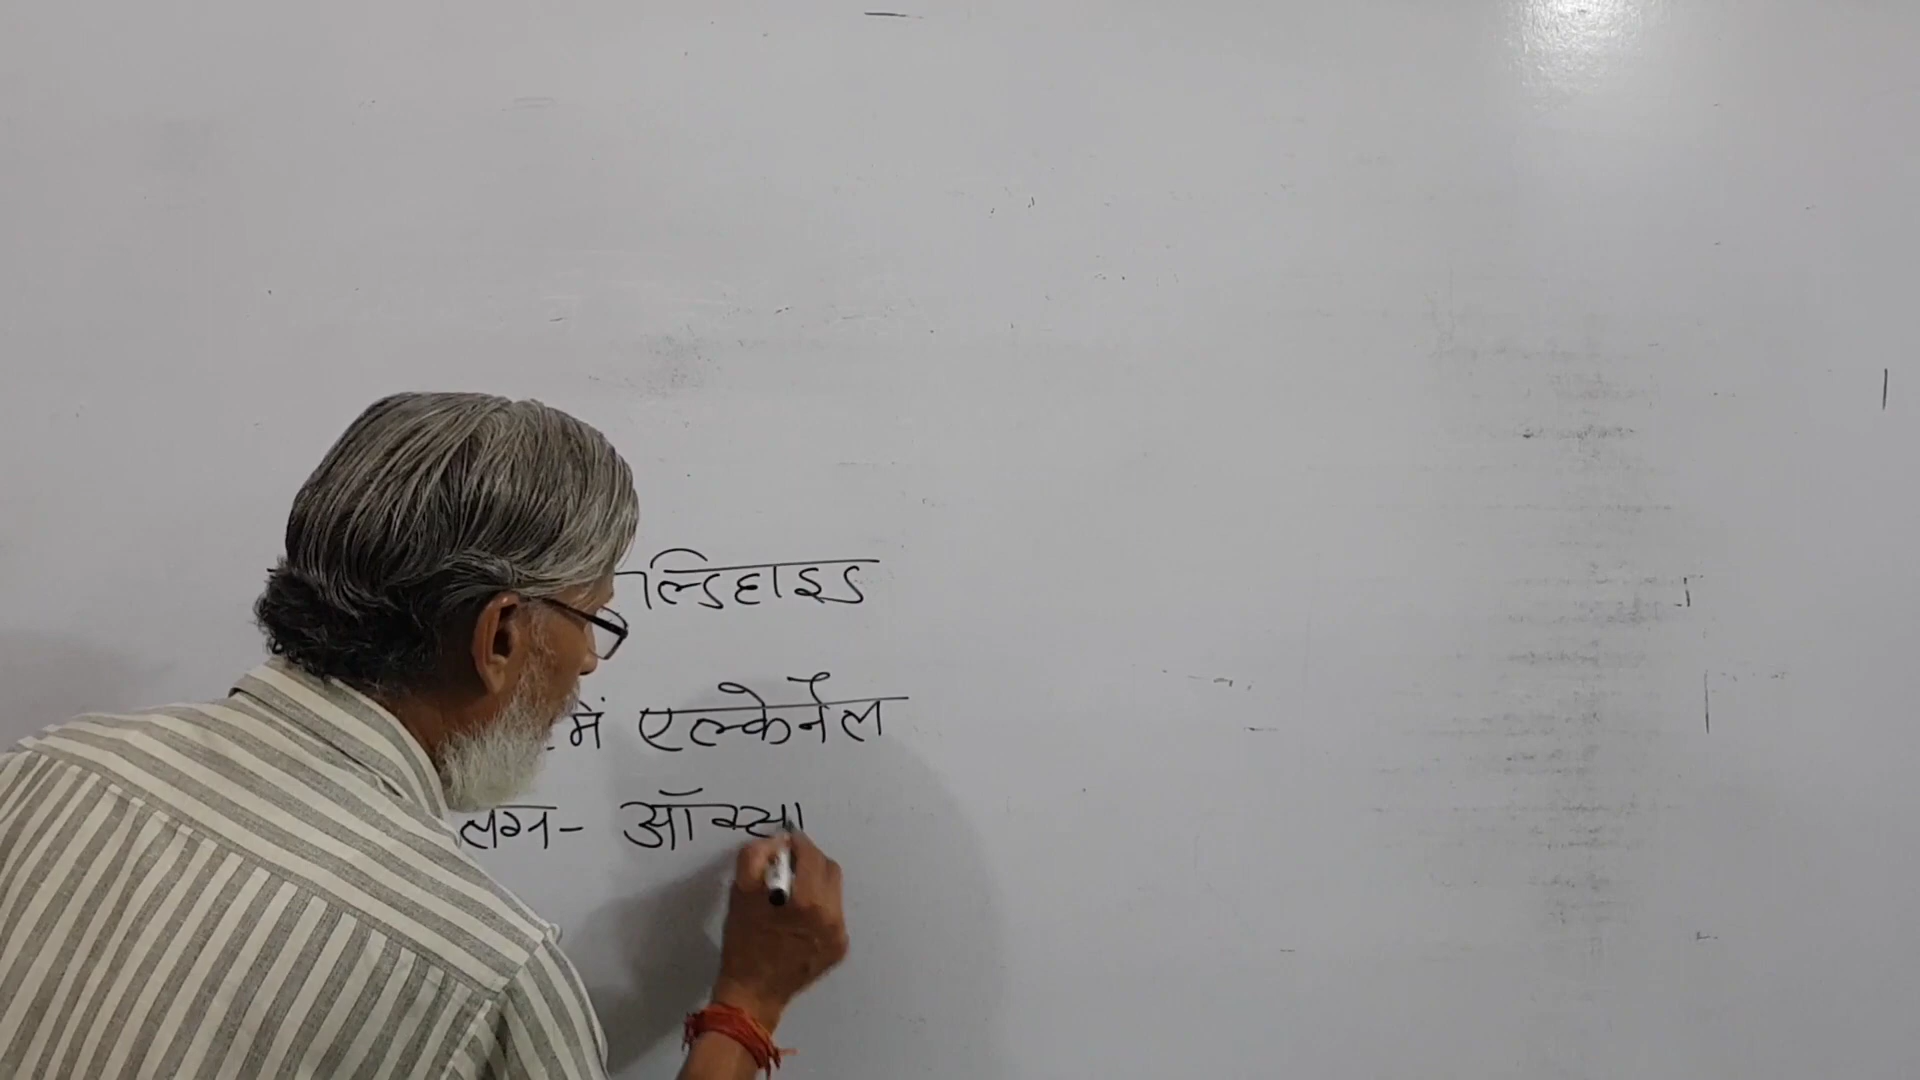 ल्डिहाइड
में एल्केनॅल
लग्न - ऑक्सा